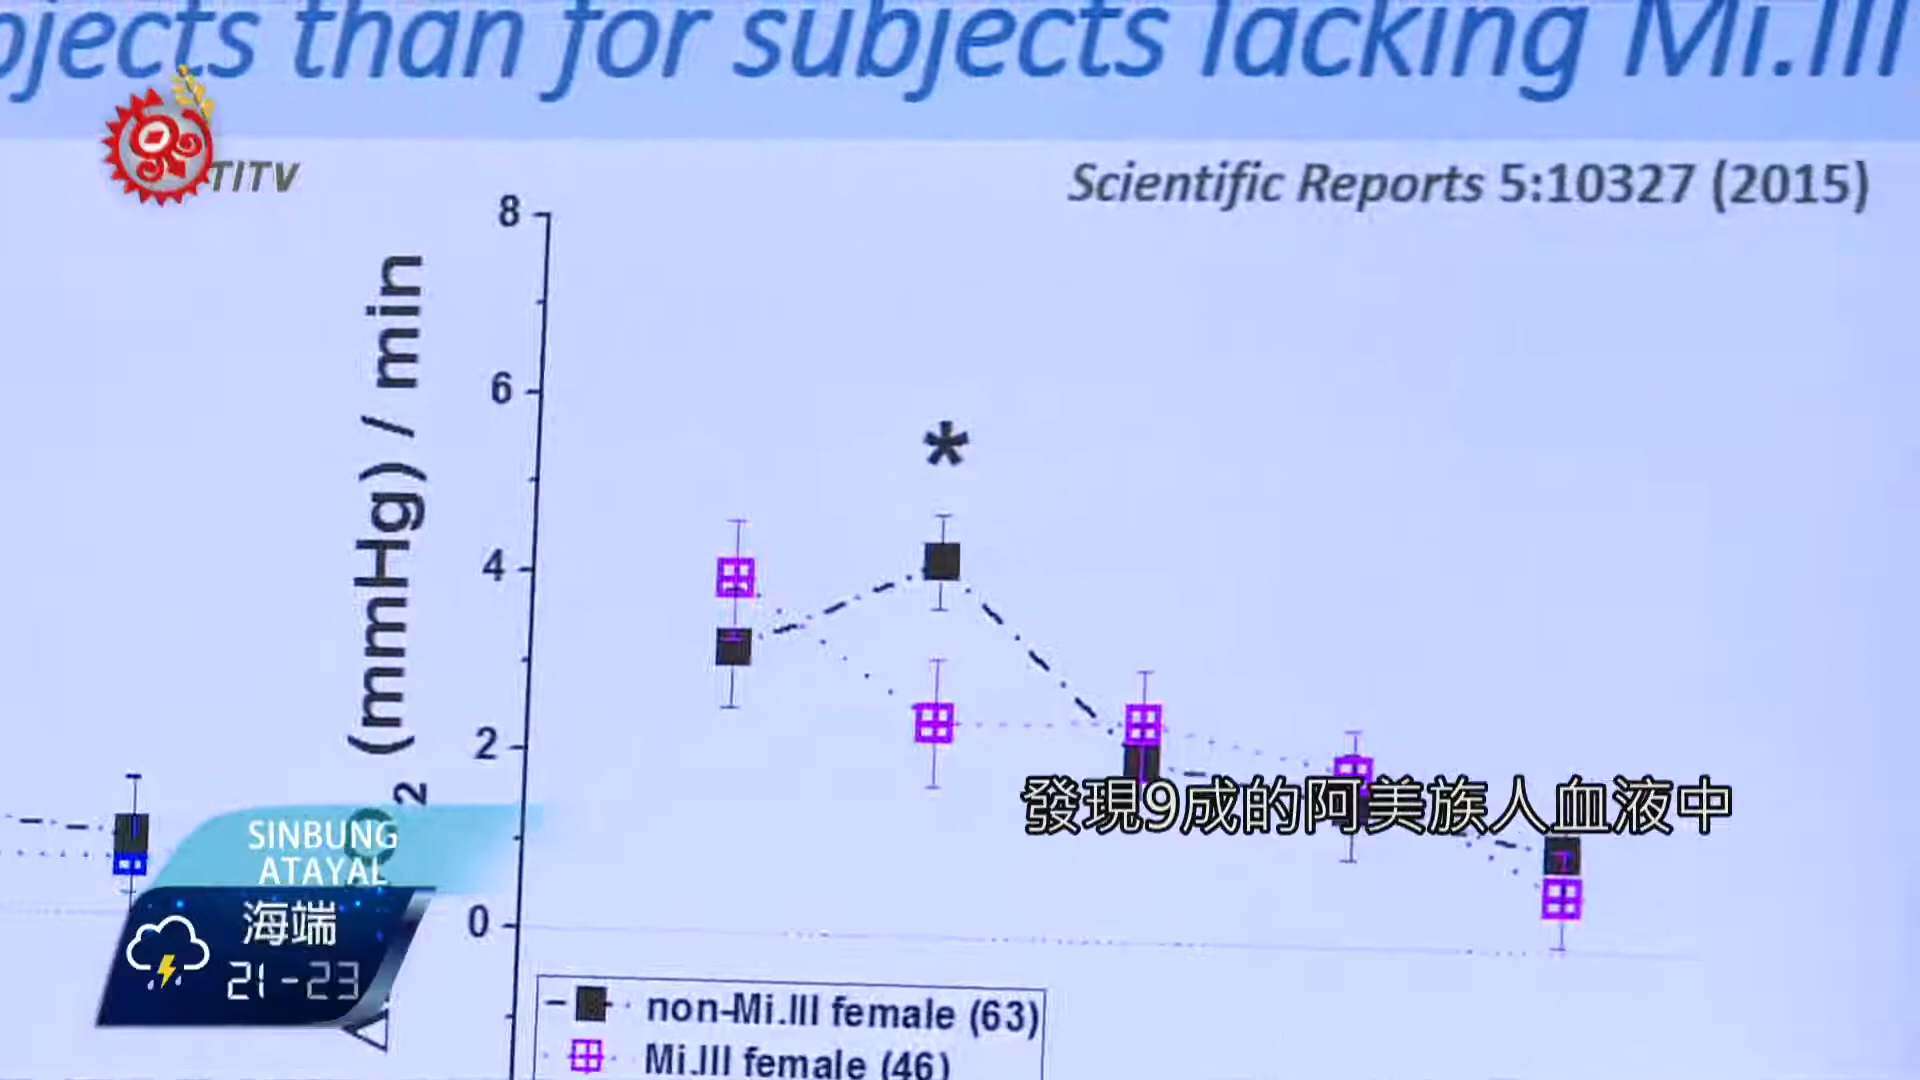 bjects than for subjects lacking Mi.III
TITV
Scientific Reports 5:10327 (2015)
8
6
4
2
0
2 (mmHg) / min
*
發現9成的阿美族人血液中
SINBUNG
ATAYAL
海端
21-23
non-Mi.III female (63)
Mi.III female (46)